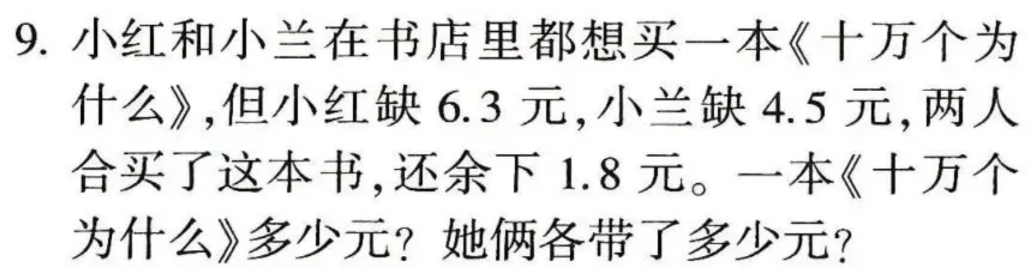 9. 小红和小兰在书店里都想买一本《十万个为
什么》,但小红缺 6.3 元,小兰缺 4.5 元,两人
合买了这本书,还余下 1.8 元。一本《十万个
为什么》多少元? 她俩各带了多少元?